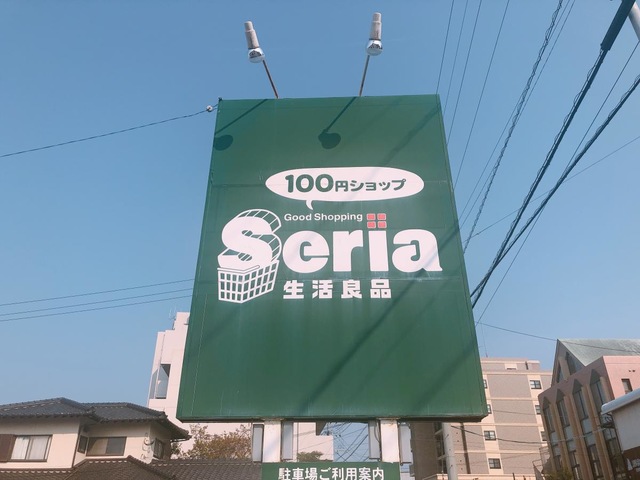 100円ショップ
Good Shopping
Seria
生活良品
駐車場ご利用案内